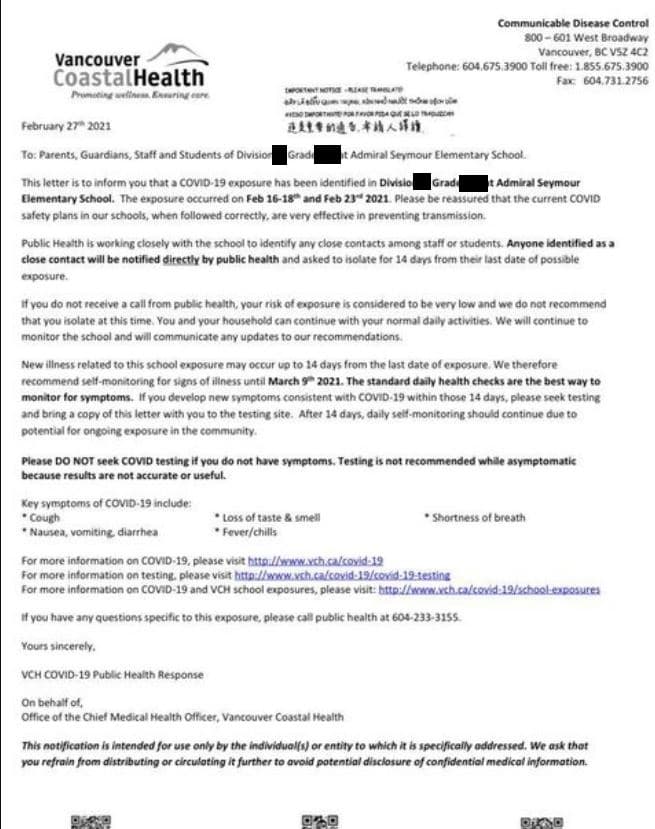 Communicable Disease Control
800 – 601 West Broadway
Vancouver, BC V5Z 4C2
Telephone: 604.675.3900 Toll free: 1.855.675.3900
Fax: 604.731.2756
Vancouver
CoastalHealth
Promoting wellness. Ensuring care.
IMPORTANT NOTICE - PLEASE TRANSLATE
ĐÂY LÀ ĐIỀU QUAN TRỌNG, XIN NHỜ NGƯỜI THÔNG DỊCH DÙM
AVISO IMPORTANTE! FOR FAVOR PIDA QUE SE LO TRADUZCAN
這是重要的通告,希請人譯講
February 27th 2021
To: Parents, Guardians, Staff and Students of Division Grade at Admiral Seymour Elementary School.
This letter is to inform you that a COVID-19 exposure has been identified in Divisio Grade t Admiral Seymour
Elementary School. The exposure occurred on Feb 16-18th and Feb 23rd 2021. Please be reassured that the current COVID
safety plans in our schools, when followed correctly, are very effective in preventing transmission.
Public Health is working closely with the school to identify any close contacts among staff or students. Anyone identified as a
close contact will be notified directly by public health and asked to isolate for 14 days from their last date of possible
exposure.
If you do not receive a call from public health, your risk of exposure is considered to be very low and we do not recommend
that you isolate at this time. You and your household can continue with your normal daily activities. We will continue to
monitor the school and will communicate any updates to our recommendations.
New illness related to this school exposure may occur up to 14 days from the last date of exposure. We therefore
recommend self-monitoring for signs of illness until March 9th 2021. The standard daily health checks are the best way to
monitor for symptoms. If you develop new symptoms consistent with COVID-19 within those 14 days, please seek testing
and bring a copy of this letter with you to the testing site. After 14 days, daily self-monitoring should continue due to
potential for ongoing exposure in the community.
Please DO NOT seek COVID testing if you do not have symptoms. Testing is not recommended while asymptomatic
because results are not accurate or useful.
Key symptoms of COVID-19 include:
* Cough * Loss of taste & smell * Shortness of breath
* Nausea, vomiting, diarrhea * Fever/chills
For more information on COVID-19, please visit http://www.vch.ca/covid-19
For more information on testing, please visit http://www.vch.ca/covid-19/covid-19-testing
For more information on COVID-19 and VCH school exposures, please visit: http://www.vch.ca/covid-19/school-exposures
If you have any questions specific to this exposure, please call public health at 604-233-3155.
Yours sincerely,
VCH COVID-19 Public Health Response
On behalf of,
Office of the Chief Medical Health Officer, Vancouver Coastal Health
This notification is intended for use only by the individual(s) or entity to which it is specifically addressed. We ask that
you refrain from distributing or circulating it further to avoid potential disclosure of confidential medical information.